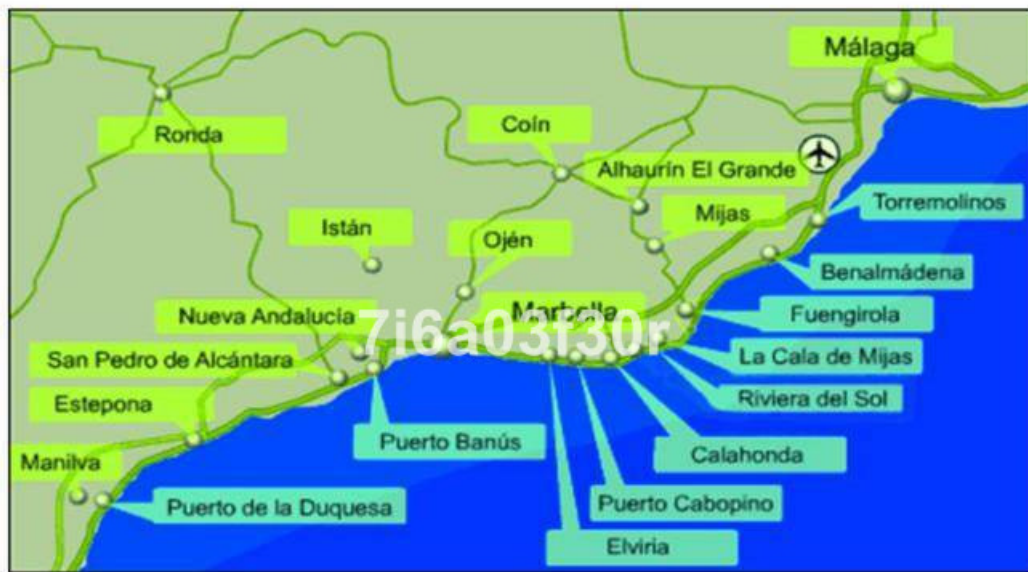 Málaga
Ronda
Coín
Alhaurín El Grande
Mijas
Torremolinos
Istán
Ojén
Benalmádena
Nueva Andalucía
Marbella
Fuengirola
7i6a03f30r
San Pedro de Alcántara
La Cala de Mijas
Estepona
Riviera del Sol
Puerto Banús
Calahonda
Manilva
Puerto de la Duquesa
Puerto Cabopino
Elviria